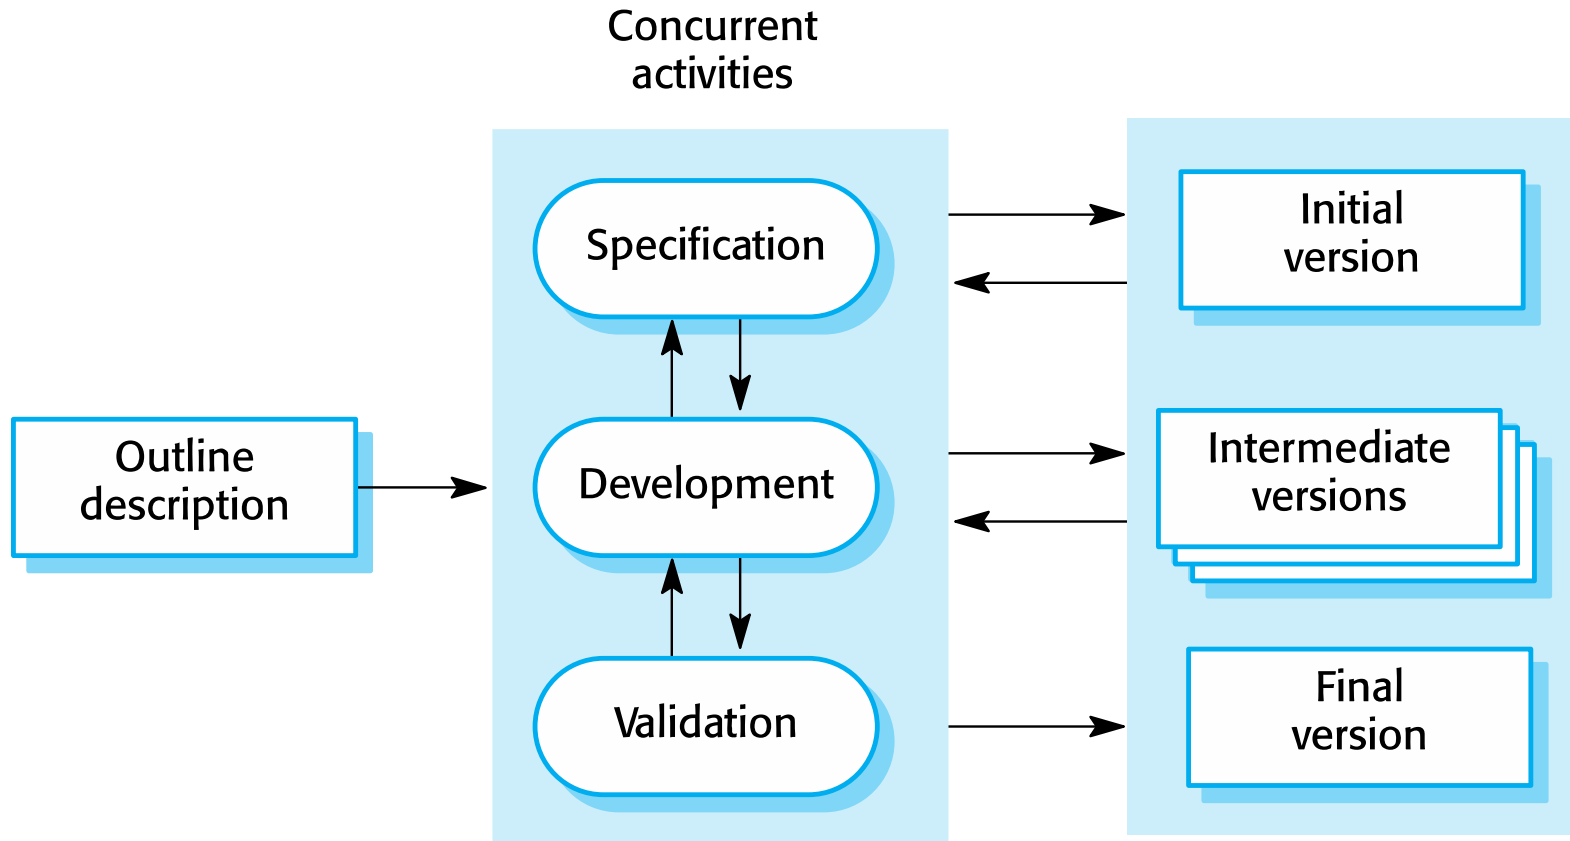 Concurrent
activities
Specification
Initial
version
Outline
description
Development
Intermediate
versions
Validation
Final
version